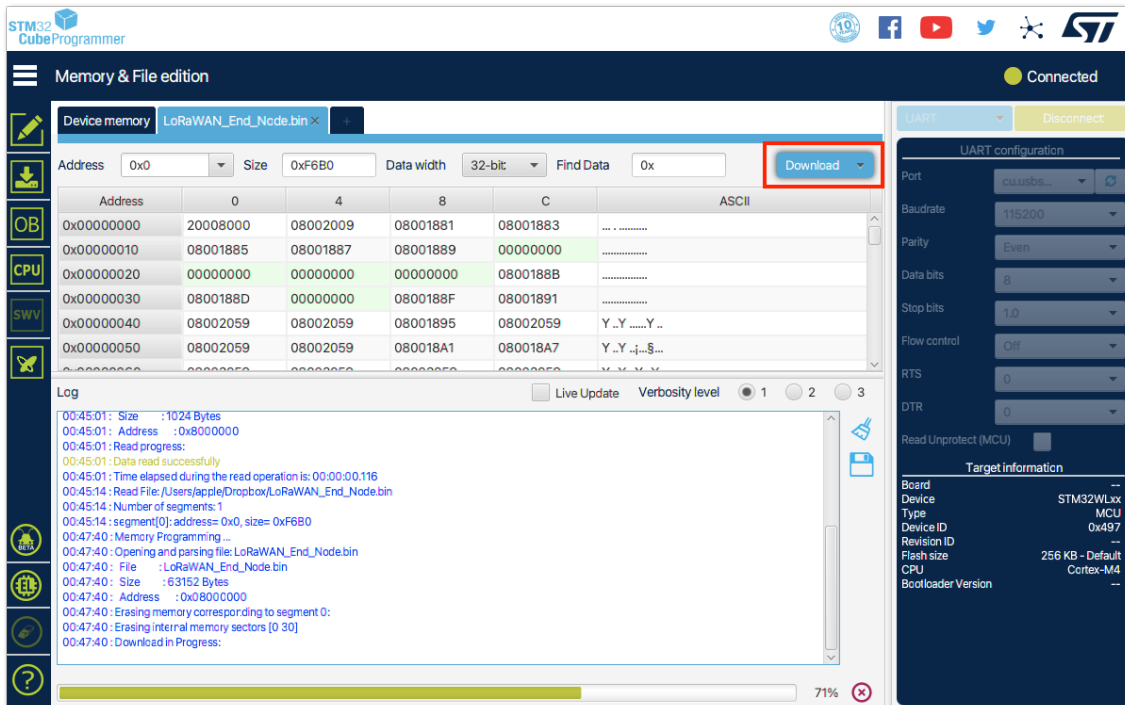 STM32
CubeProgrammer
10
ST
Memory & File edition
Connected
Device memory LoRaWAN_End_Node.bin × +
Address 0x0 Size 0xF6B0 Data width 32-bit Find Data 0x Download
Address 0 4 8 C ASCII
0x00000000 20008000 08002009 08001881 08001883 ... . ..........
0x00000010 08001885 08001887 08001889 00000000 ................
0x00000020 00000000 00000000 00000000 0800188B ................
0x00000030 0800188D 00000000 0800188F 08001891 ................
0x00000040 08002059 08002059 08001895 08002059 Y ..Y ......Y ..
0x00000050 08002059 08002059 080018A1 080018A7 Y ..Y ..¡...§...
Log Live Update Verbosity level 1 2 3
00:45:01 : Size : 1024 Bytes
00:45:01 : Address : 0x8000000
00:45:01 : Read progress:
00:45:01 : Data read successfully
00:45:01 : Time elapsed during the read operation is: 00:00:00.116
00:45:14 : Read File: /Users/apple/Dropbox/LoRaWAN_End_Node.bin
00:45:14 : Number of segments: 1
00:45:14 : segment[0]: address= 0x0, size= 0xF6B0
00:47:40 : Memory Programming ...
00:47:40 : Opening and parsing file: LoRaWAN_End_Node.bin
00:47:40 : File : LoRaWAN_End_Node.bin
00:47:40 : Size : 63152 Bytes
00:47:40 : Address : 0x08000000
00:47:40 : Erasing memory corresponding to segment 0:
00:47:40 : Erasing internal memory sectors [0 30]
00:47:40 : Download in Progress:
71%
OB
CPU
SWV
BETA
?
UART Disconnect
UART configuration
Port cu.usbs...
Baudrate 115200
Parity Even
Data bits 8
Stop bits 1.0
Flow control Off
RTS 0
DTR 0
Read Unprotect (MCU)
Target information
Board --
Device STM32WLxx
Type MCU
Device ID 0x497
Revision ID --
Flash size 256 KB - Default
CPU Cortex-M4
Bootloader Version --